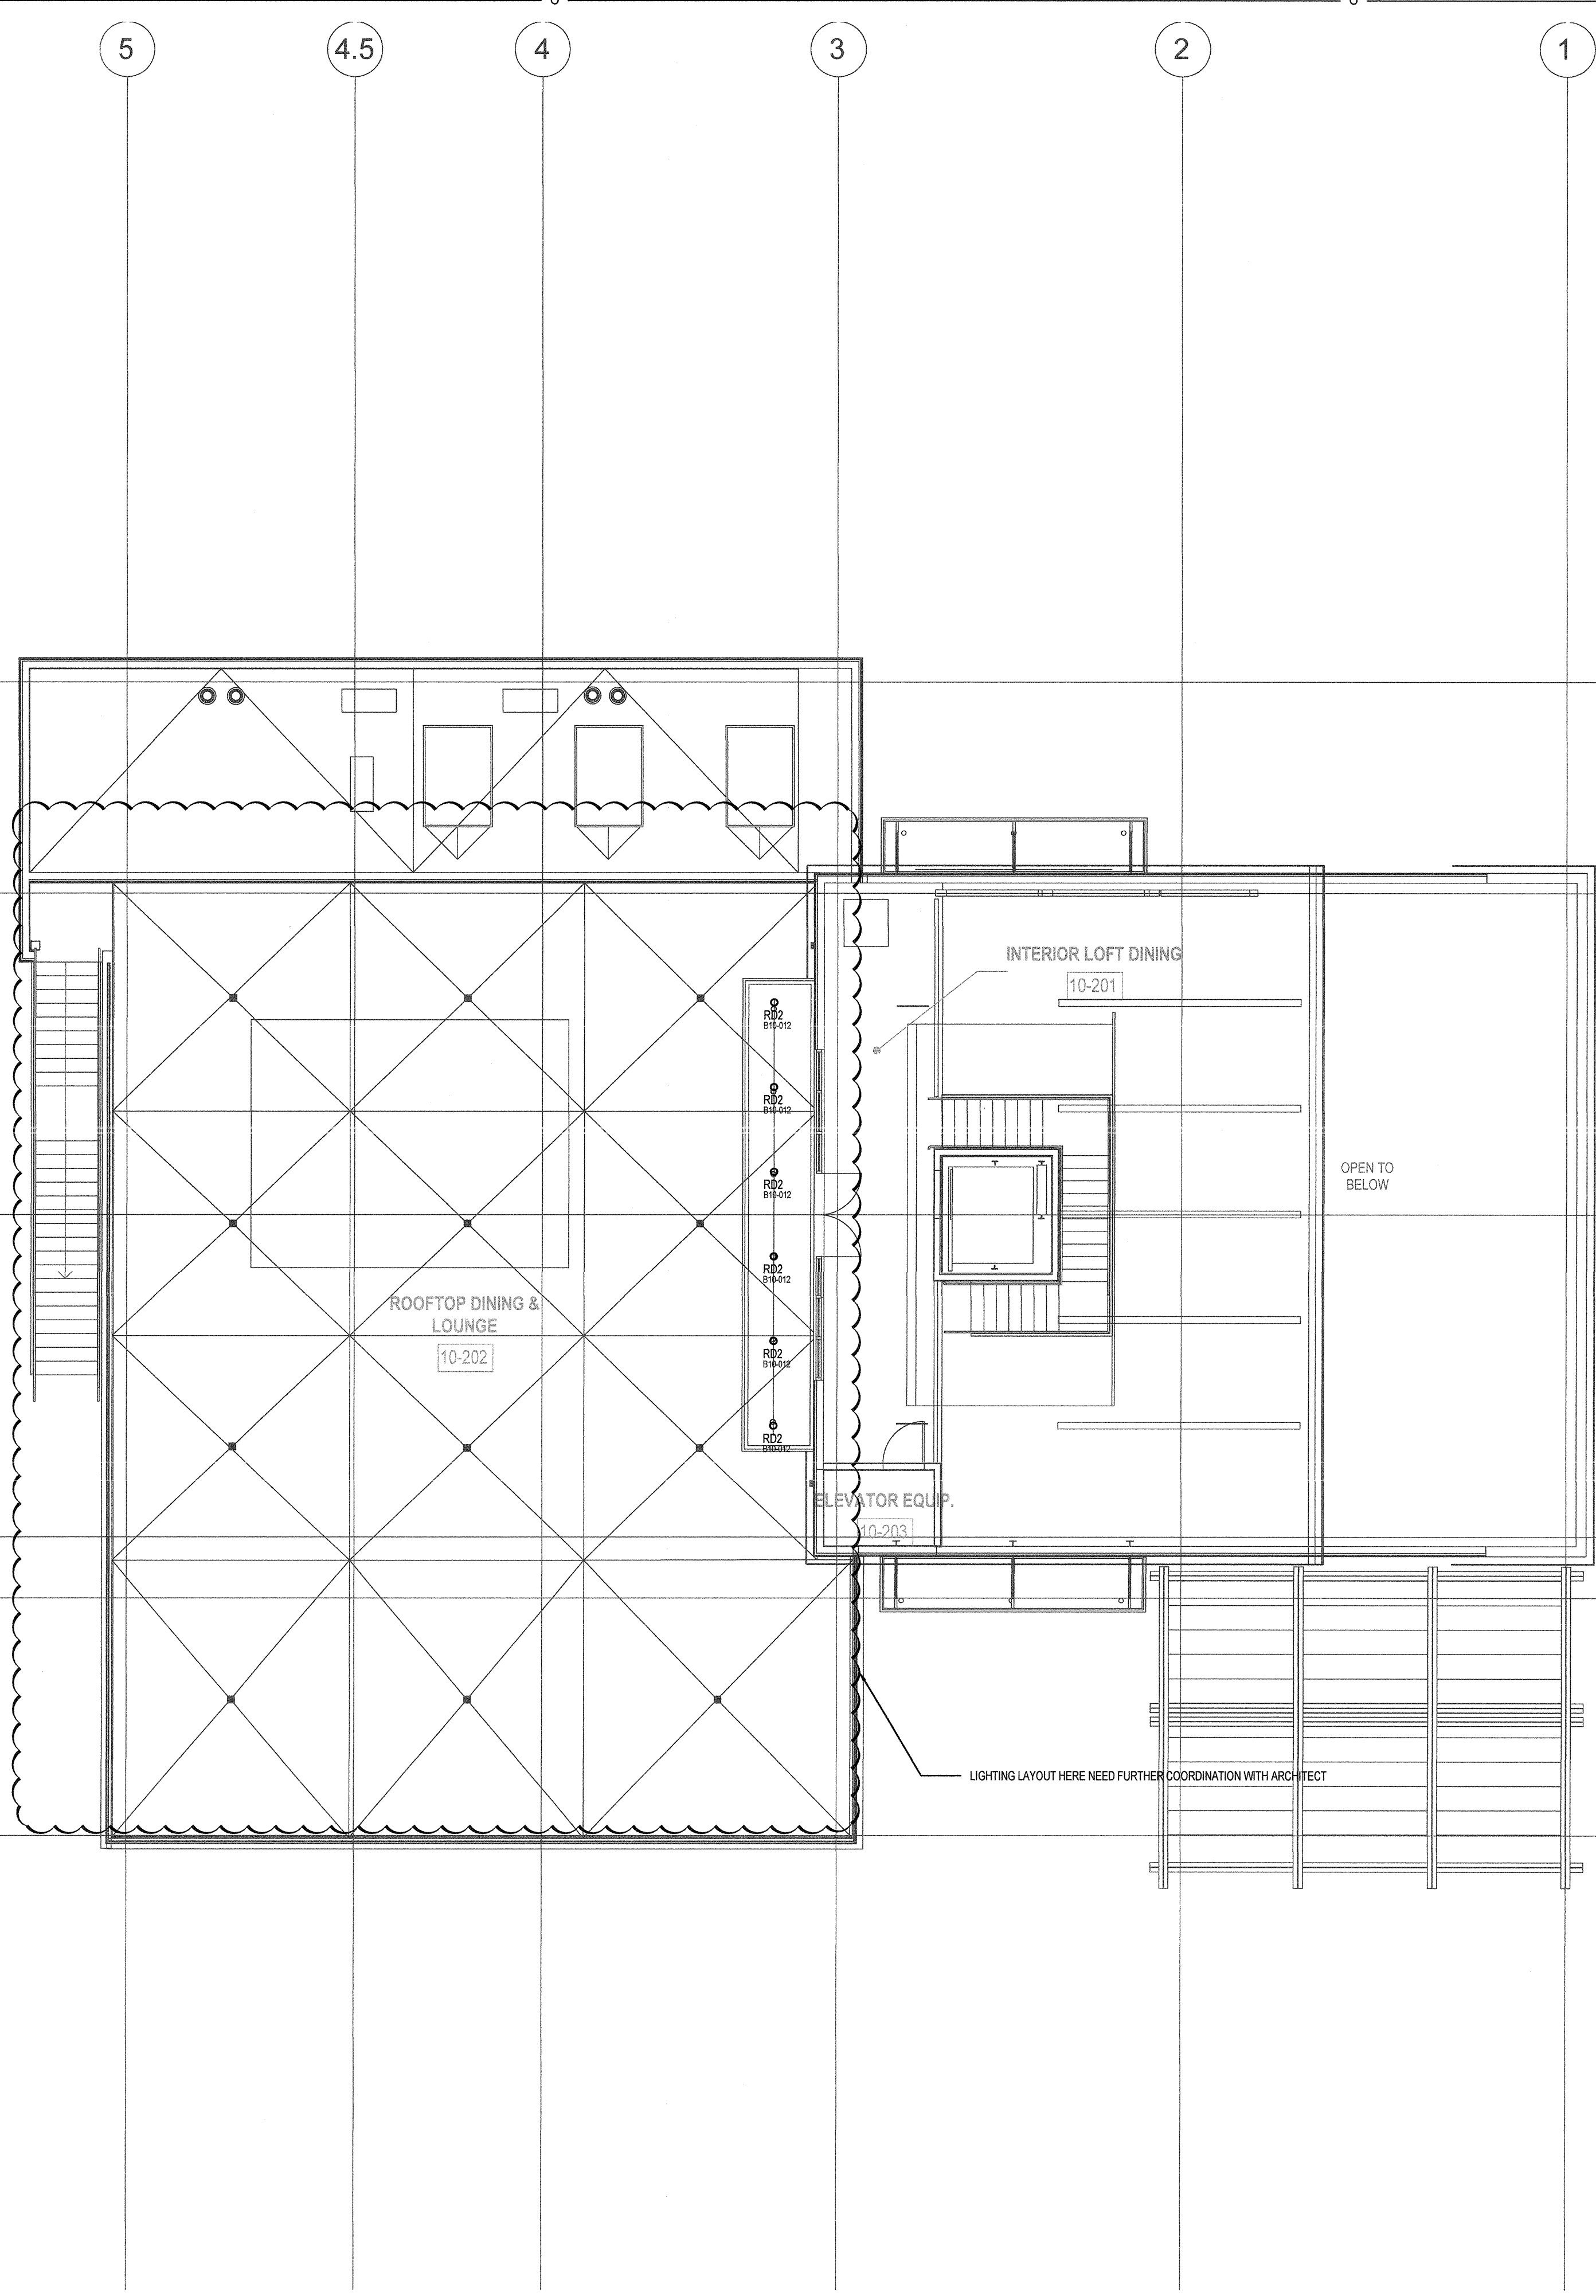 5
4.5
4
3
2
1
INTERIOR LOFT DINING
10-201
RD2
B10-012
RD2
B10-012
OPEN TO
BELOW
RD2
B10-012
RD2
B10-012
ROOFTOP DINING &
LOUNGE
10-202
RD2
B10-012
RD2
B10-012
ELEVATOR EQUIP.
10-203
LIGHTING LAYOUT HERE NEED FURTHER COORDINATION WITH ARCHITECT